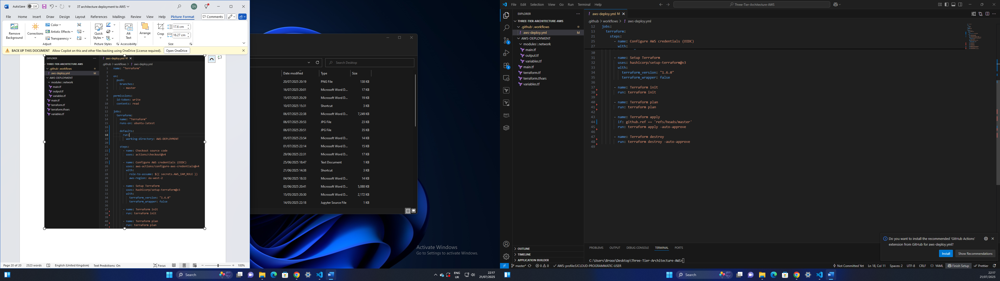 AutoSave Off 3T architecture deployment to AWS SN
File Home Insert Draw Design Layout References Mailings Review View Help Picture Format Comments
Remove Background
Corrections
Color
Artistic Effects
Transparency
Quick Styles
Alt Text
Arrange
Crop
17.6 cm
16.27 cm
Adjust Picture Styles Accessibility Size
BACK UP THIS DOCUMENT Allow Copilot on this and other files backing using OneDrive (License required). Open OneDrive
EXPLORER
THREE-TIER-ARCHITECTURE-AWS
.github\workflows
aws-deploy.yml M
AWS-DEPLOYMENT
modules\network
main.tf
output.tf
variables.tf
main.tf
terraform.tf
terraform.tfvars
variables.tf
aws-deploy.yml M
.github > workflows > ! aws-deploy.yml
1 name: "Terraform"
2
3 on:
4 push:
5 branches:
6 - master
7
8 permissions:
9 id-token: write
10 contents: read
11
12 jobs:
13 terraform:
14 name: "Terraform"
15 runs-on: ubuntu-latest
16
17 defaults:
18 run:
19 working-directory: AWS-DEPLOYMENT
20
21 steps:
22 - name: Checkout source code
23 uses: actions/checkout@v4
24
25 - name: Configure AWS credentials (OIDC)
26 uses: aws-actions/configure-aws-credentials@v4
27 with:
28 role-to-assume: ${{ secrets.AWS_IAM_ROLE }}
29 aws-region: eu-west-2
30
31 - name: Setup Terraform
32 uses: hashicorp/setup-terraform@v3
33 with:
34 terraform_version: "1.6.0"
35 terraform_wrapper: false
36
37 - name: Terraform init
38 run: terraform init
39
40 - name: Terraform plan
41 run: terraform plan
Page 20 of 20 2523 words English (United Kingdom) Text Predictions: On Focus 100%
Search Desktop
Date modified Type Size
20/07/2025 20:19 PNG File 138 KB
16/07/2025 20:01 Microsoft Word D... 17 KB
15/07/2025 20:29 Microsoft Word D... 19 KB
10/07/2025 15:31 Shortcut 3 KB
06/07/2025 22:38 Microsoft Word D... 7,249 KB
06/07/2025 20:53 JPG File 23 KB
06/07/2025 20:51 JPG File 35 KB
05/07/2025 23:54 Microsoft Word D... 14 KB
01/07/2025 22:14 Microsoft Word D... 15 KB
29/06/2025 22:31 Microsoft Word D... 17 KB
25/06/2025 18:47 Text Document 1 KB
21/06/2025 14:38 Shortcut 3 KB
04/06/2025 18:33 Microsoft Word D... 14 KB
02/06/2025 20:41 Microsoft Word D... 5,088 KB
15/05/2025 20:30 Microsoft Word D... 2,172 KB
14/05/2025 22:18 Jupyter Source File 1 KB
Activate Windows
Go to Settings to activate Windows.
Search
ENG
UK
22:17
21/07/2025
File Edit Selection View Go Run Terminal Help Three-Tier-Architecture-AWS
EXPLORER
THREE-TIER-ARCHITECTURE-AWS
.github\workflows
aws-deploy.yml M
AWS-DEPLOYMENT
modules\network
main.tf
output.tf
variables.tf
main.tf
terraform.tf
terraform.tfvars
variables.tf
aws
OUTLINE
TIMELINE
APPLICATION BUILDER
aws-deploy.yml M
.github > workflows > ! aws-deploy.yml
12 jobs:
13 terraform:
21 steps:
25 - name: Configure AWS credentials (OIDC)
27 with:
30
31 - name: Setup Terraform
32 uses: hashicorp/setup-terraform@v3
33 with:
34 terraform_version: "1.6.0"
35 terraform_wrapper: false
36
37 - name: Terraform init
38 run: terraform init
39
40 - name: Terraform plan
41 run: terraform plan
42
43 - name: Terraform apply
44 if: github.ref == 'refs/heads/master'
45 run: terraform apply -auto-approve
46
47 - name: Terraform destroy
48 run: terraform destroy -auto-approve
49
PROBLEMS OUTPUT DEBUG CONSOLE TERMINAL PORTS
C:\Users\Brooo\Desktop\Three-Tier-Architecture-AWS>
Do you want to install the recommended 'GitHub Actions'
extension from GitHub for aws-deploy.yml?
Install Show Recommendations
master* 0 0 AWS: profile:SJCLOUD-PROGRAMMATIC-USER Not Committed Yet Ln 18, Col 11 Spaces: 2 UTF-8 CRLF {} YAML Finish Setup Prettier
Search
22:17
21/07/2025